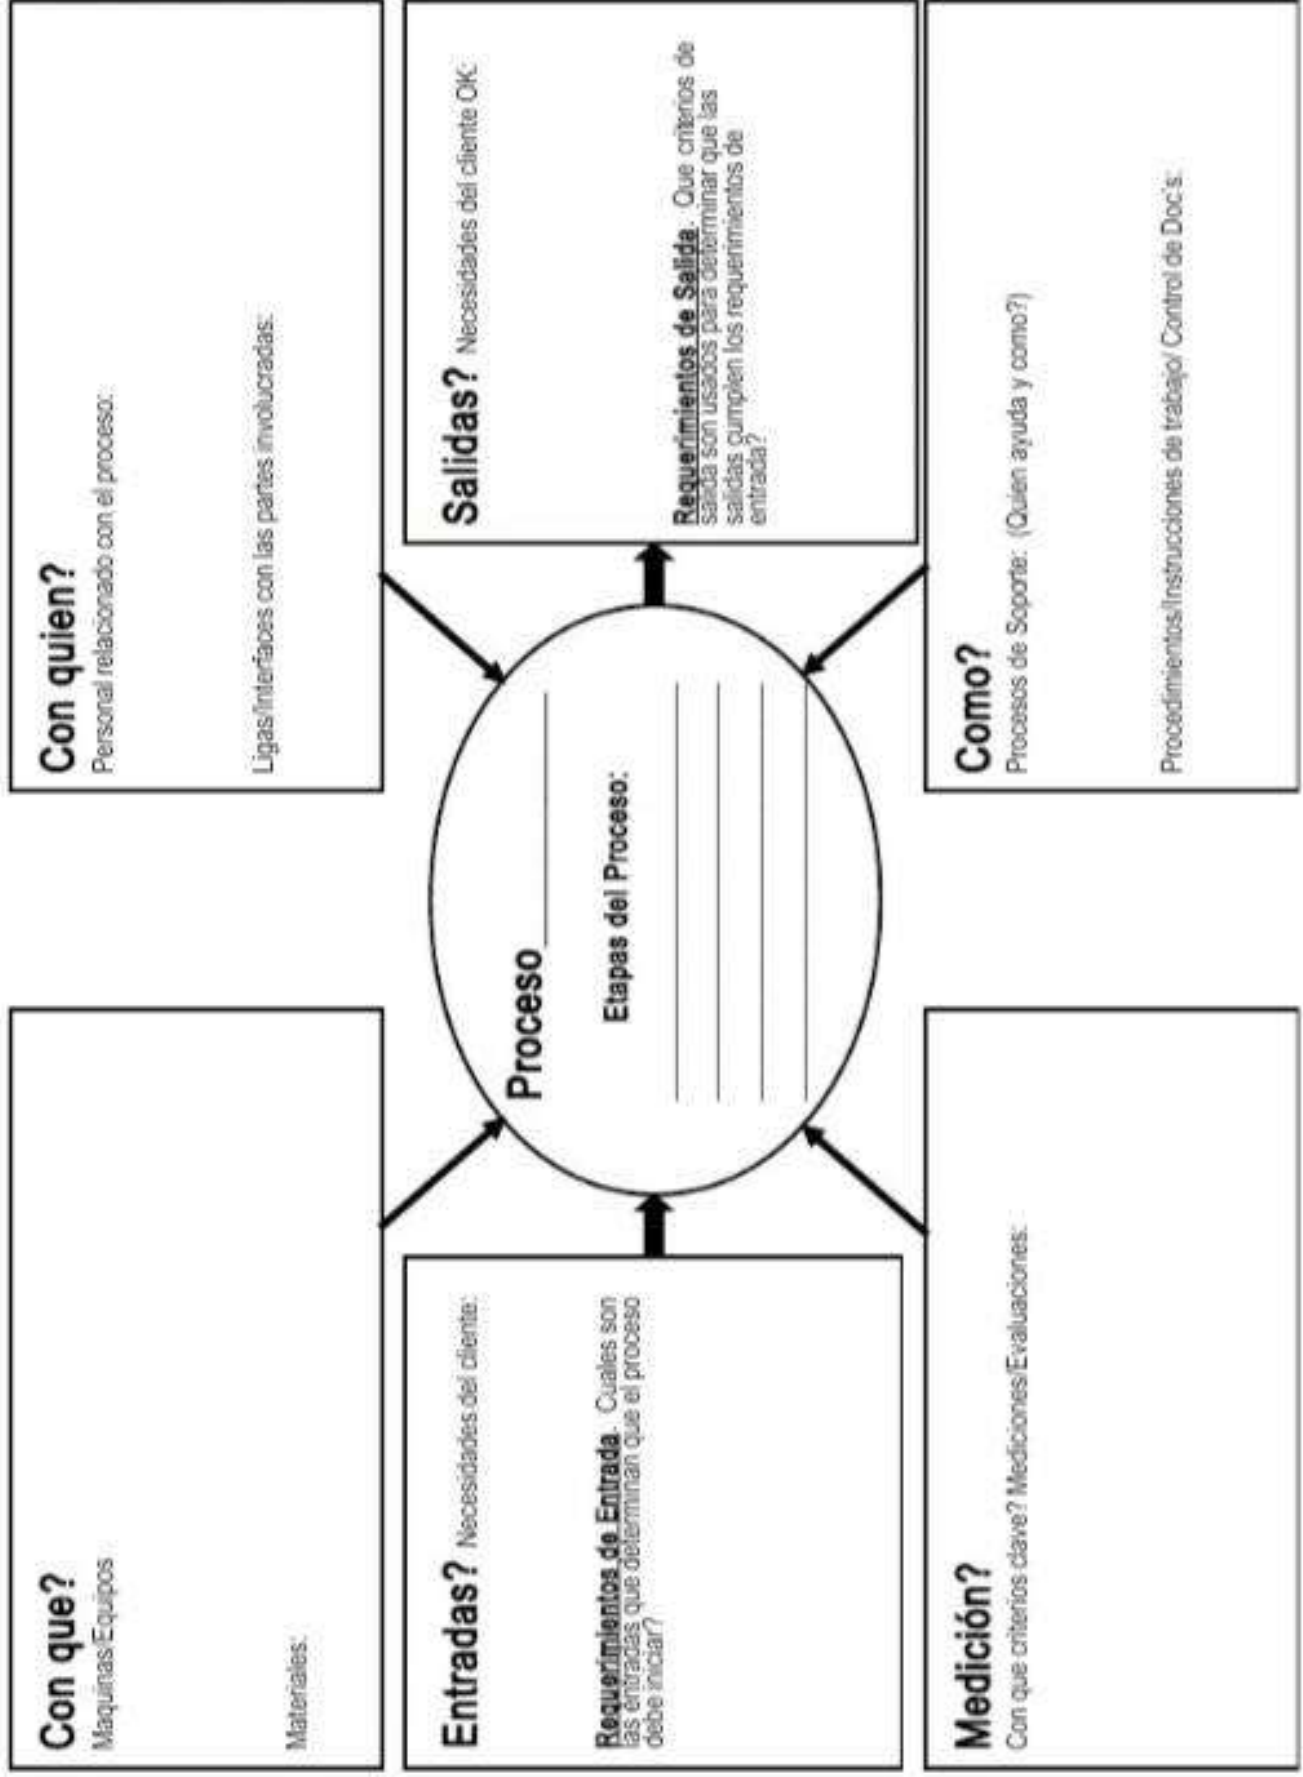 Con que?
Maquinas/Equipos
Materiales:
Con quien?
Personal relacionado con el proceso:
Ligas/Interfaces con las partes involucradas:
Entradas? Necesidades del cliente:
Requerimientos de Entrada. Cuales son
las entradas que determinan que el proceso
debe iniciar?
Proceso
Etapas del Proceso:
Salidas? Necesidades del cliente OK:
Requerimientos de Salida. Que criterios de
salida son usados para determinar que las
salidas cumplen los requerimientos de
entrada?
Medición?
Con que criterios clave? Mediciones/Evaluaciones:
Como?
Procesos de Soporte: (Quien ayuda y como?)
Procedimientos/Instrucciones de trabajo/ Control de Doc's: